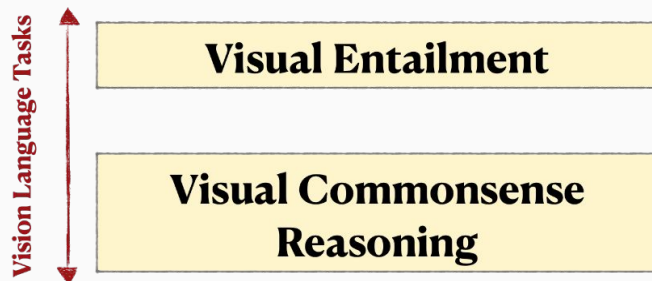 Vision Language Tasks
Visual Entailment
Visual Commonsense
Reasoning